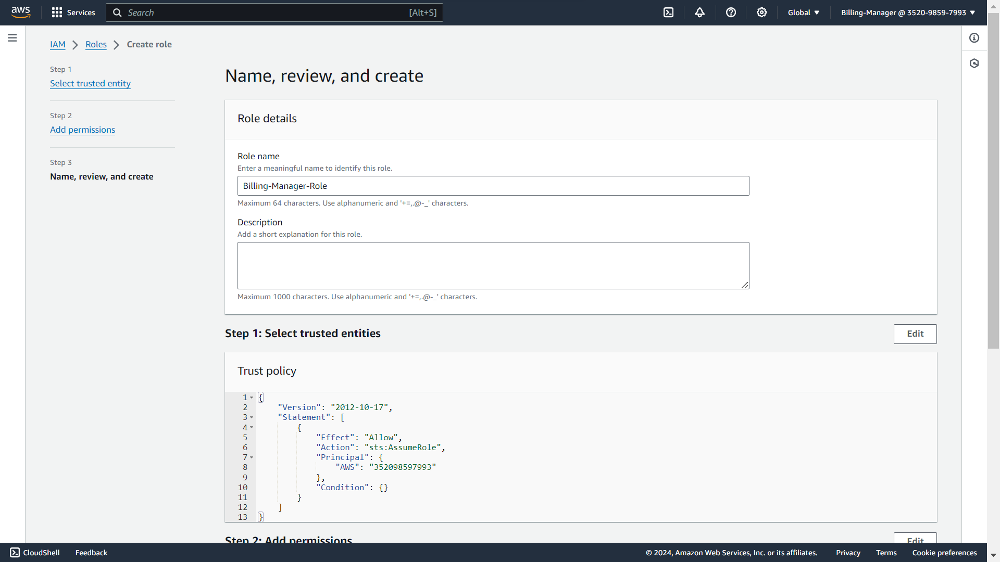 aws
Services
Search
[Alt+S]
Global
Billing-Manager @ 3520-9859-7993
IAM
Roles
Create role
Step 1
Select trusted entity
Step 2
Add permissions
Step 3
Name, review, and create
Name, review, and create
Role details
Role name
Enter a meaningful name to identify this role.
Billing-Manager-Role
Maximum 64 characters. Use alphanumeric and '+=,.@-_' characters.
Description
Add a short explanation for this role.
Maximum 1000 characters. Use alphanumeric and '+=,.@-_' characters.
Step 1: Select trusted entities
Edit
Trust policy
1 {
2 "Version": "2012-10-17",
3 "Statement": [
4 {
5 "Effect": "Allow",
6 "Action": "sts:AssumeRole",
7 "Principal": {
8 "AWS": "352098597993"
9 },
10 "Condition": {}
11 }
12 ]
13 }
Step 2: Add permissions
Edit
CloudShell
Feedback
© 2024, Amazon Web Services, Inc. or its affiliates.
Privacy
Terms
Cookie preferences